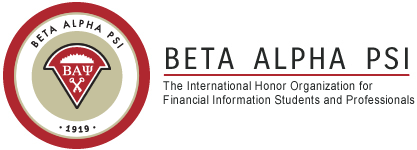 BETA ALPHA PSI
ΒΑΨ
· 1919 ·
BETA ALPHA PSI
The International Honor Organization for
Financial Information Students and Professionals